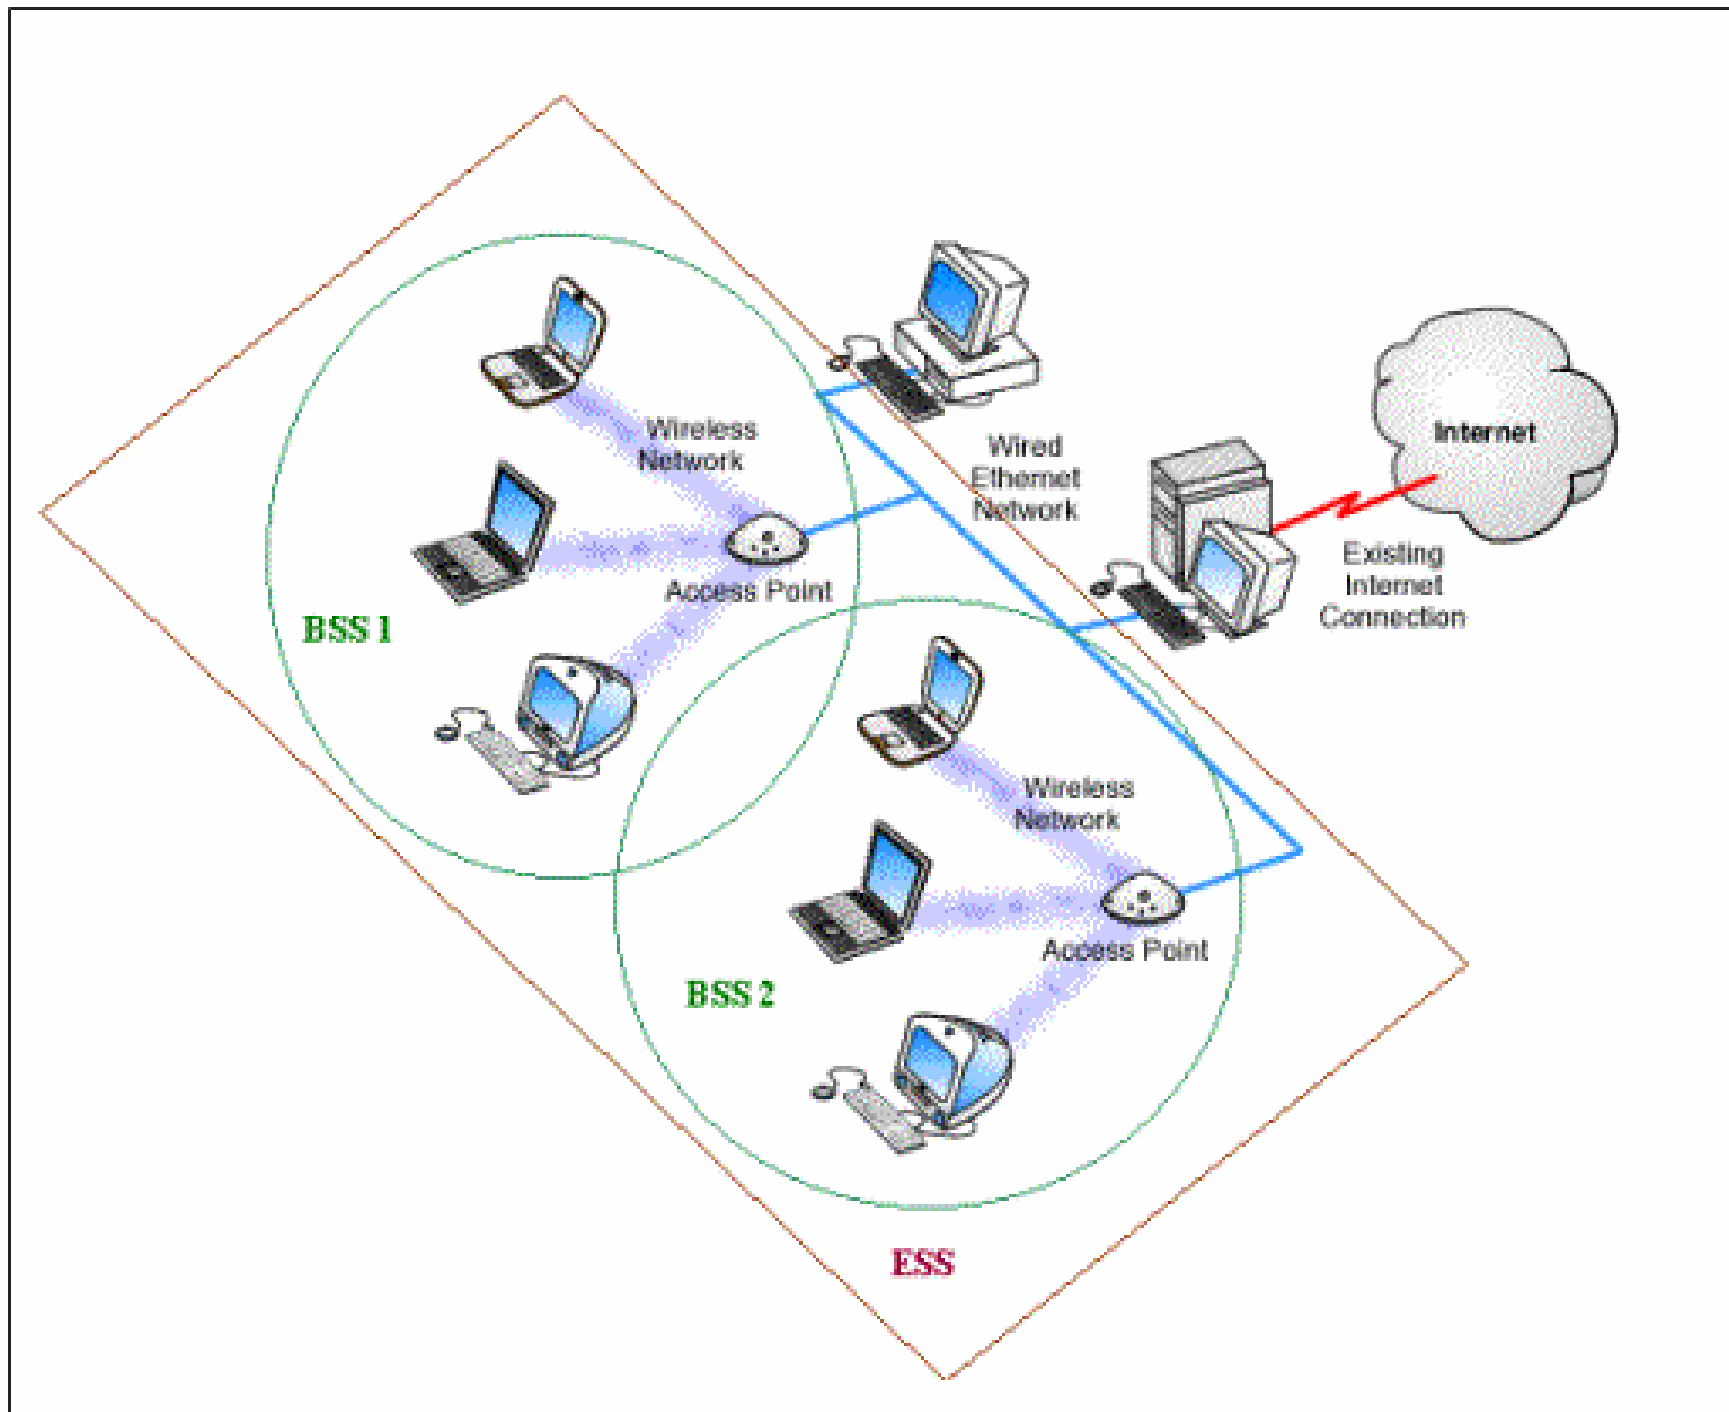 Wireless
Network
Wired
Ethernet
Network
Internet
Existing
Internet
Connection
Access Point
BSS 1
Wireless
Network
Access Point
BSS 2
ESS